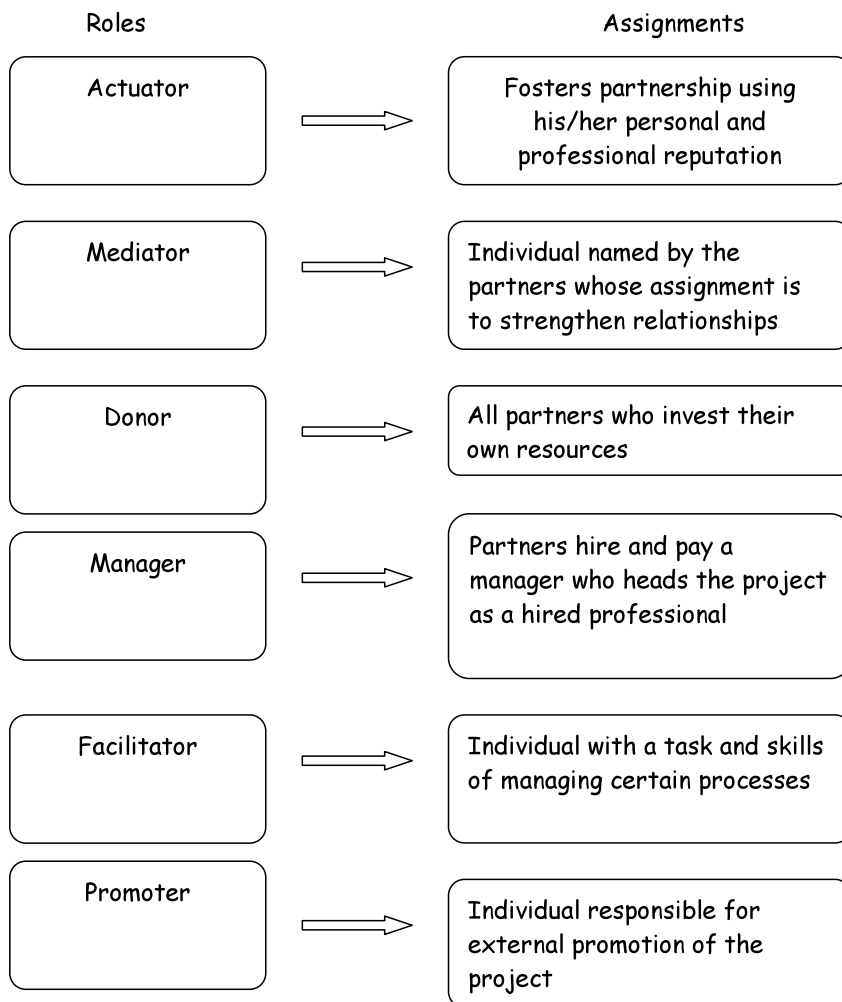 Roles
Assignments
Actuator
Fosters partnership using
his/her personal and
professional reputation
Mediator
Individual named by the
partners whose assignment is
to strengthen relationships
Donor
All partners who invest their
own resources
Manager
Partners hire and pay a
manager who heads the project
as a hired professional
Facilitator
Individual with a task and skills
of managing certain processes
Promoter
Individual responsible for
external promotion of the
project